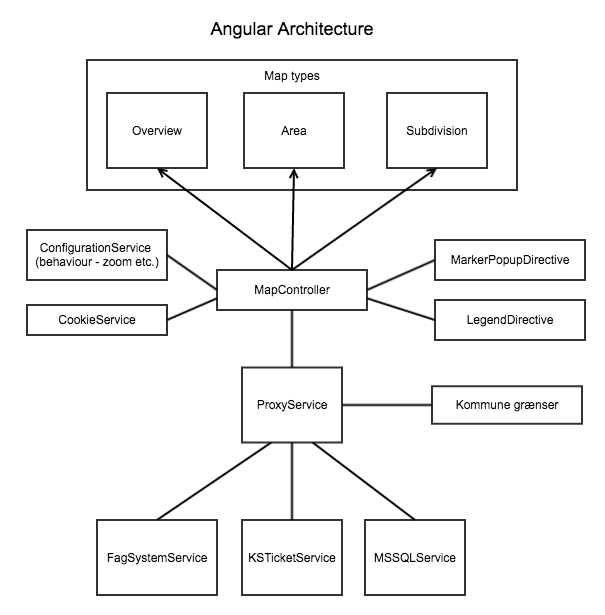 Angular Architecture
Map types
Overview
Area
Subdivision
ConfigurationService
(behaviour - zoom etc.)
MarkerPopupDirective
MapController
CookieService
LegendDirective
ProxyService
Kommune grænser
FagSystemService
KSTicketService
MSSQLService